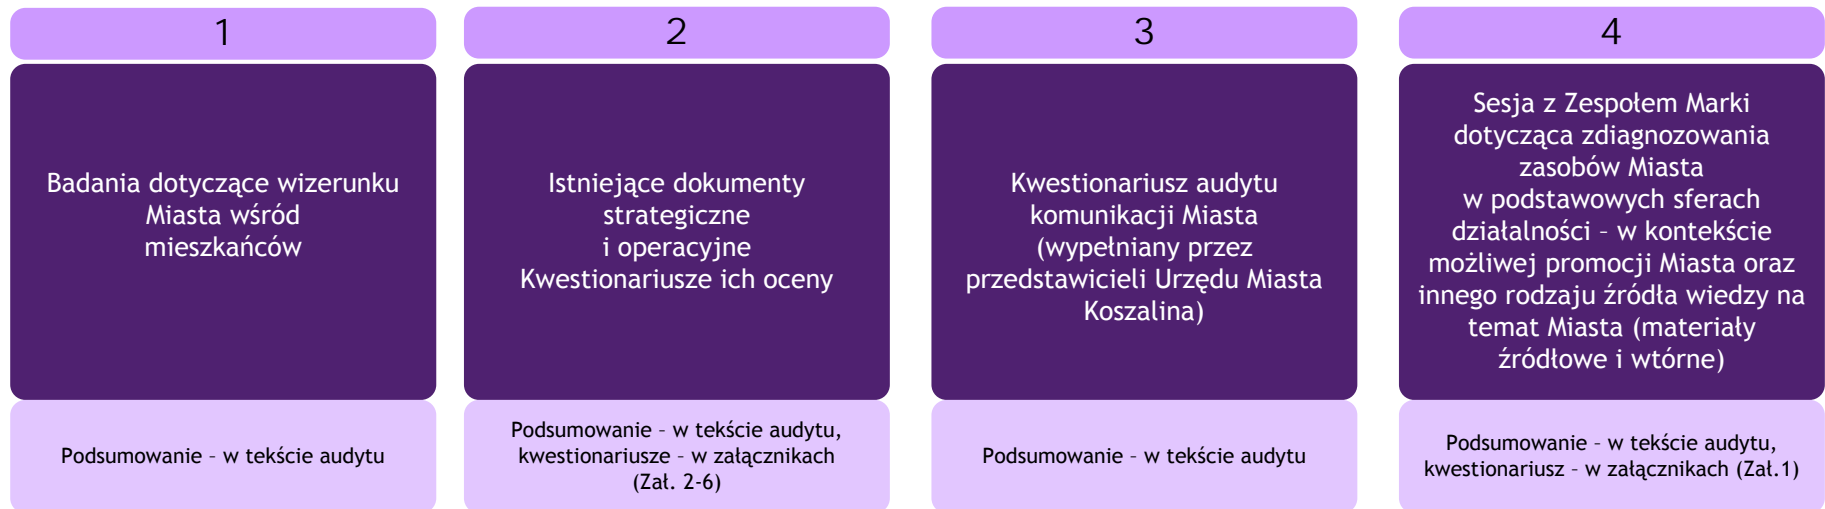 1
Badania dotyczące wizerunku
Miasta wśród
mieszkańców
Podsumowanie – w tekście audytu
2
Istniejące dokumenty
strategiczne
i operacyjne
Kwestionariusze ich oceny
Podsumowanie – w tekście audytu,
kwestionariusze – w załącznikach
(Zał. 2-6)
3
Kwestionariusz audytu
komunikacji Miasta
(wypełniany przez
przedstawicieli Urzędu Miasta
Koszalina)
Podsumowanie – w tekście audytu
4
Sesja z Zespołem Marki
dotycząca zdiagnozowania
zasobów Miasta
w podstawowych sferach
działalności – w kontekście
możliwej promocji Miasta oraz
innego rodzaju źródła wiedzy na
temat Miasta (materiały
źródłowe i wtórne)
Podsumowanie – w tekście audytu,
kwestionariusz – w załącznikach (Zał.1)